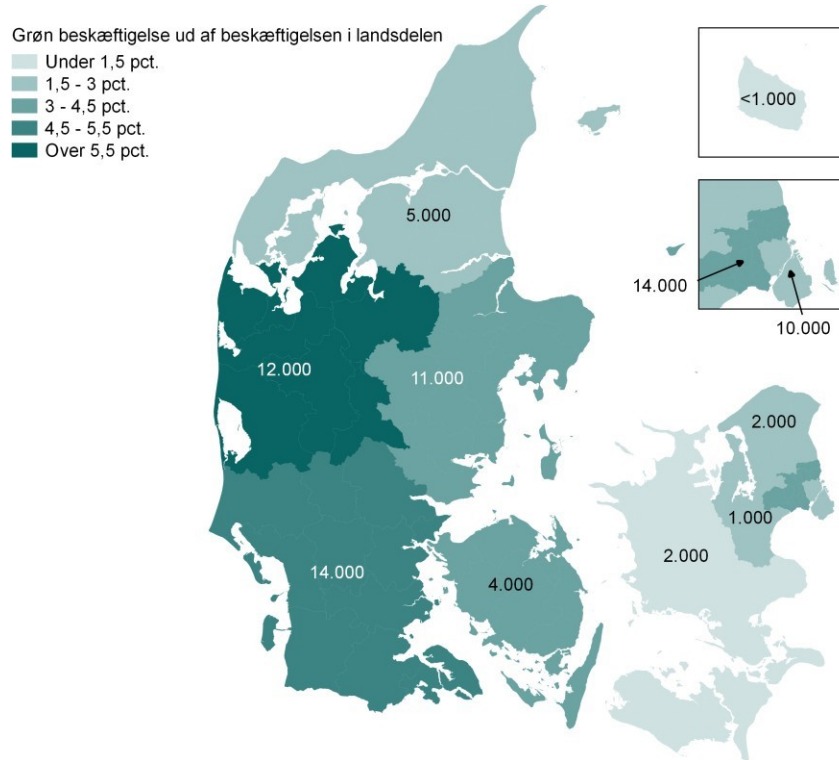 Grøn beskæftigelse ud af beskæftigelsen i landsdelen
Under 1,5 pct.
1,5 - 3 pct.
3 - 4,5 pct.
4,5 - 5,5 pct.
Over 5,5 pct.
<1.000
5.000
14.000
10.000
12.000
11.000
2.000
1.000
2.000
14.000
4.000